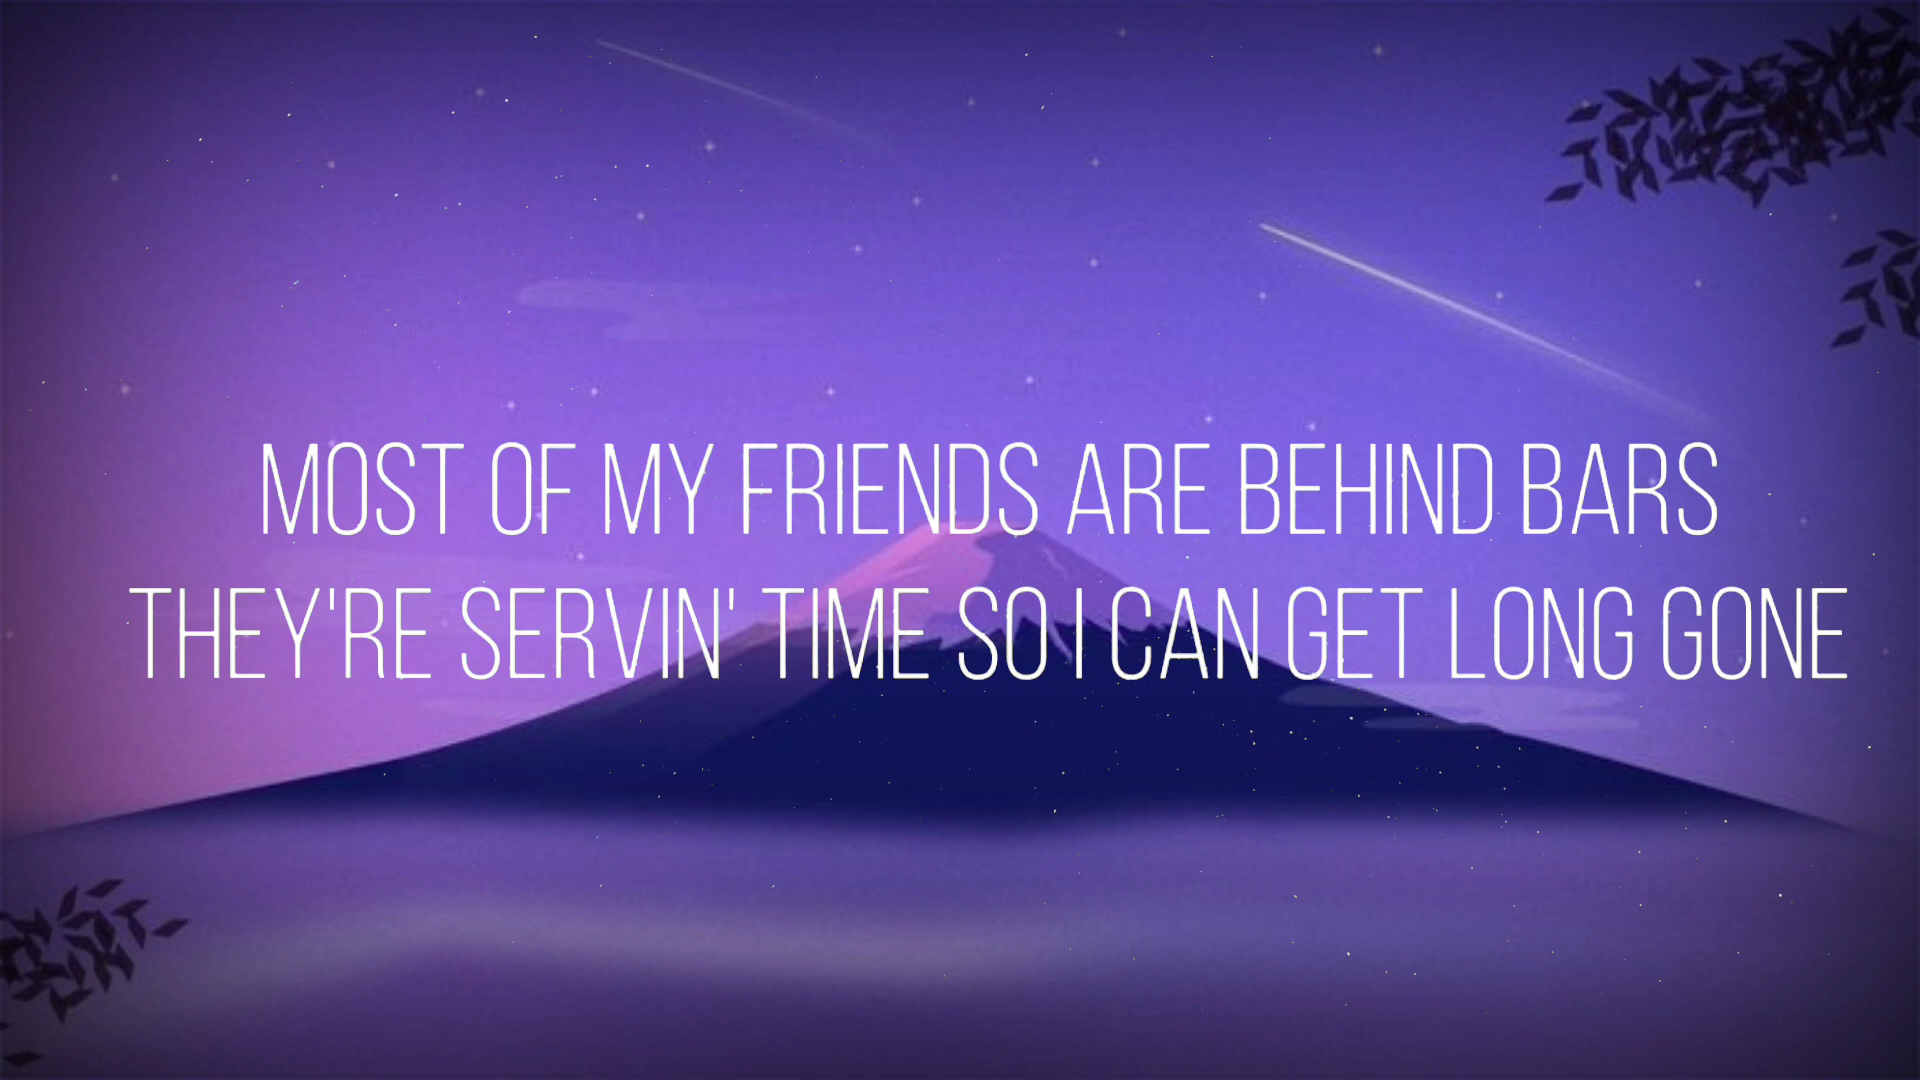 MOST OF MY FRIENDS ARE BEHIND BARS
THEY'RE SERVIN' TIME SO I CAN GET LONG GONE